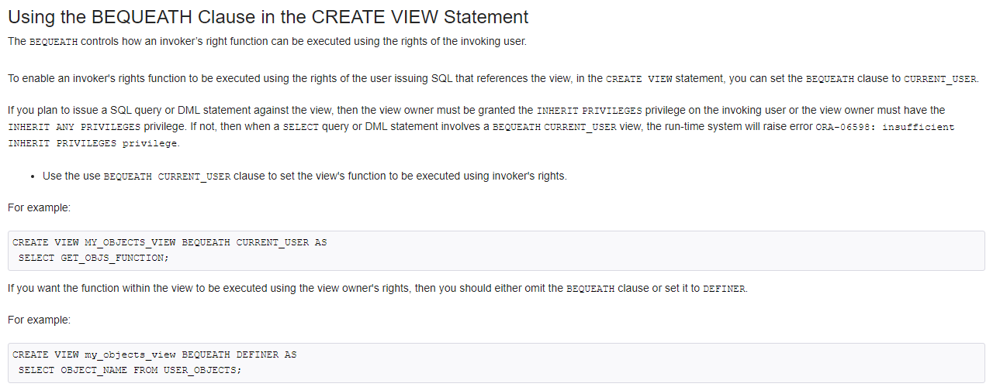 Using the BEQUEATH Clause in the CREATE VIEW Statement
The BEQUEATH controls how an invoker's right function can be executed using the rights of the invoking user.
To enable an invoker's rights function to be executed using the rights of the user issuing SQL that references the view, in the CREATE VIEW statement, you can set the BEQUEATH clause to CURRENT_USER.
If you plan to issue a SQL query or DML statement against the view, then the view owner must be granted the INHERIT PRIVILEGES privilege on the invoking user or the view owner must have the
INHERIT ANY PRIVILEGES privilege. If not, then when a SELECT query or DML statement involves a BEQUEATH CURRENT_USER view, the run-time system will raise error ORA-06598: insufficient
INHERIT PRIVILEGES privilege.
• Use the use BEQUEATH CURRENT_USER clause to set the view's function to be executed using invoker's rights.
For example:
CREATE VIEW MY_OBJECTS_VIEW BEQUEATH CURRENT_USER AS
SELECT GET_OBJS_FUNCTION;
If you want the function within the view to be executed using the view owner's rights, then you should either omit the BEQUEATH clause or set it to DEFINER.
For example:
CREATE VIEW my_objects_view BEQUEATH DEFINER AS
SELECT OBJECT_NAME FROM USER_OBJECTS;